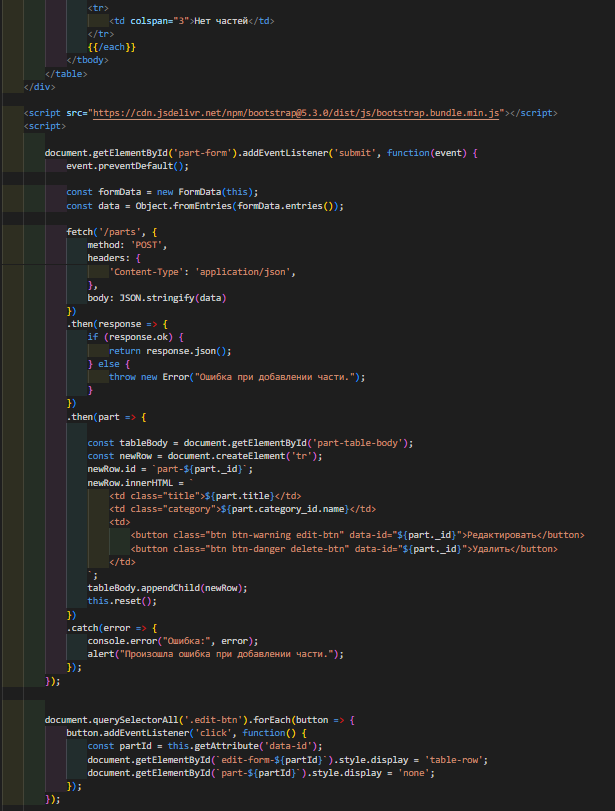 <tr>
<td colspan="3">Нет частей</td>
</tr>
{{/each}}
</tbody>
</table>
</div>
<script src="https://cdn.jsdelivr.net/npm/bootstrap@5.3.0/dist/js/bootstrap.bundle.min.js"></script>
<script>
document.getElementById('part-form').addEventListener('submit', function(event) {
event.preventDefault();
const formData = new FormData(this);
const data = Object.fromEntries(formData.entries());
fetch('/parts', {
method: 'POST',
headers: {
'Content-Type': 'application/json',
},
body: JSON.stringify(data)
})
.then(response => {
if (response.ok) {
return response.json();
} else {
throw new Error("Ошибка при добавлении части.");
}
})
.then(part => {
const tableBody = document.getElementById('part-table-body');
const newRow = document.createElement('tr');
newRow.id = `part-${part._id}`;
newRow.innerHTML = `
<td class="title">${part.title}</td>
<td class="category">${part.category_id.name}</td>
<td>
<button class="btn btn-warning edit-btn" data-id="${part._id}">Редактировать</button>
<button class="btn btn-danger delete-btn" data-id="${part._id}">Удалить</button>
</td>
`;
tableBody.appendChild(newRow);
this.reset();
})
.catch(error => {
console.error("Ошибка:", error);
alert("Произошла ошибка при добавлении части.");
});
});
document.querySelectorAll('.edit-btn').forEach(button => {
button.addEventListener('click', function() {
const partId = this.getAttribute('data-id');
document.getElementById(`edit-form-${partId}`).style.display = 'table-row';
document.getElementById(`part-${partId}`).style.display = 'none';
});
});